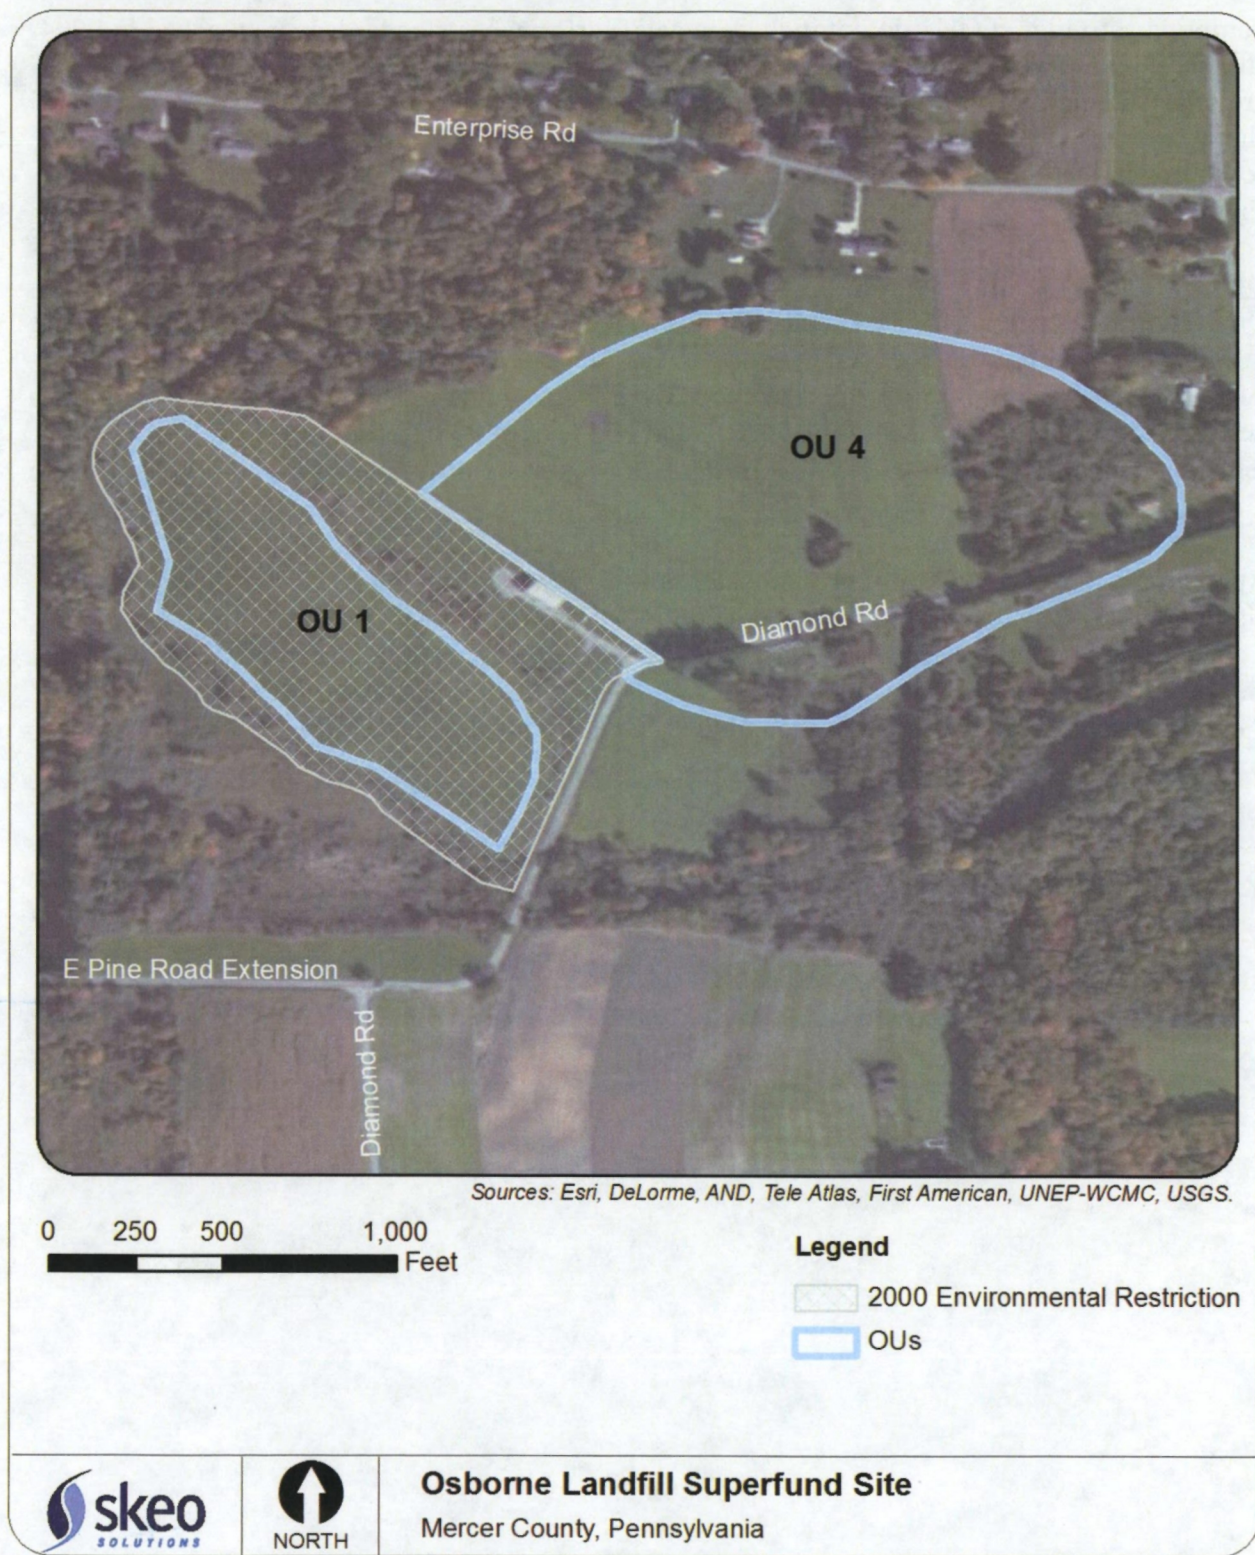 Enterprise Rd
OU 4
OU 1
Diamond Rd
E Pine Road Extension
Diamond Rd
Sources: Esri, DeLorme, AND, Tele Atlas, First American, UNEP-WCMC, USGS.
0 250 500 1,000
Feet
Legend
2000 Environmental Restriction
OUs
skeo
SOLUTIONS
NORTH
Osborne Landfill Superfund Site
Mercer County, Pennsylvania